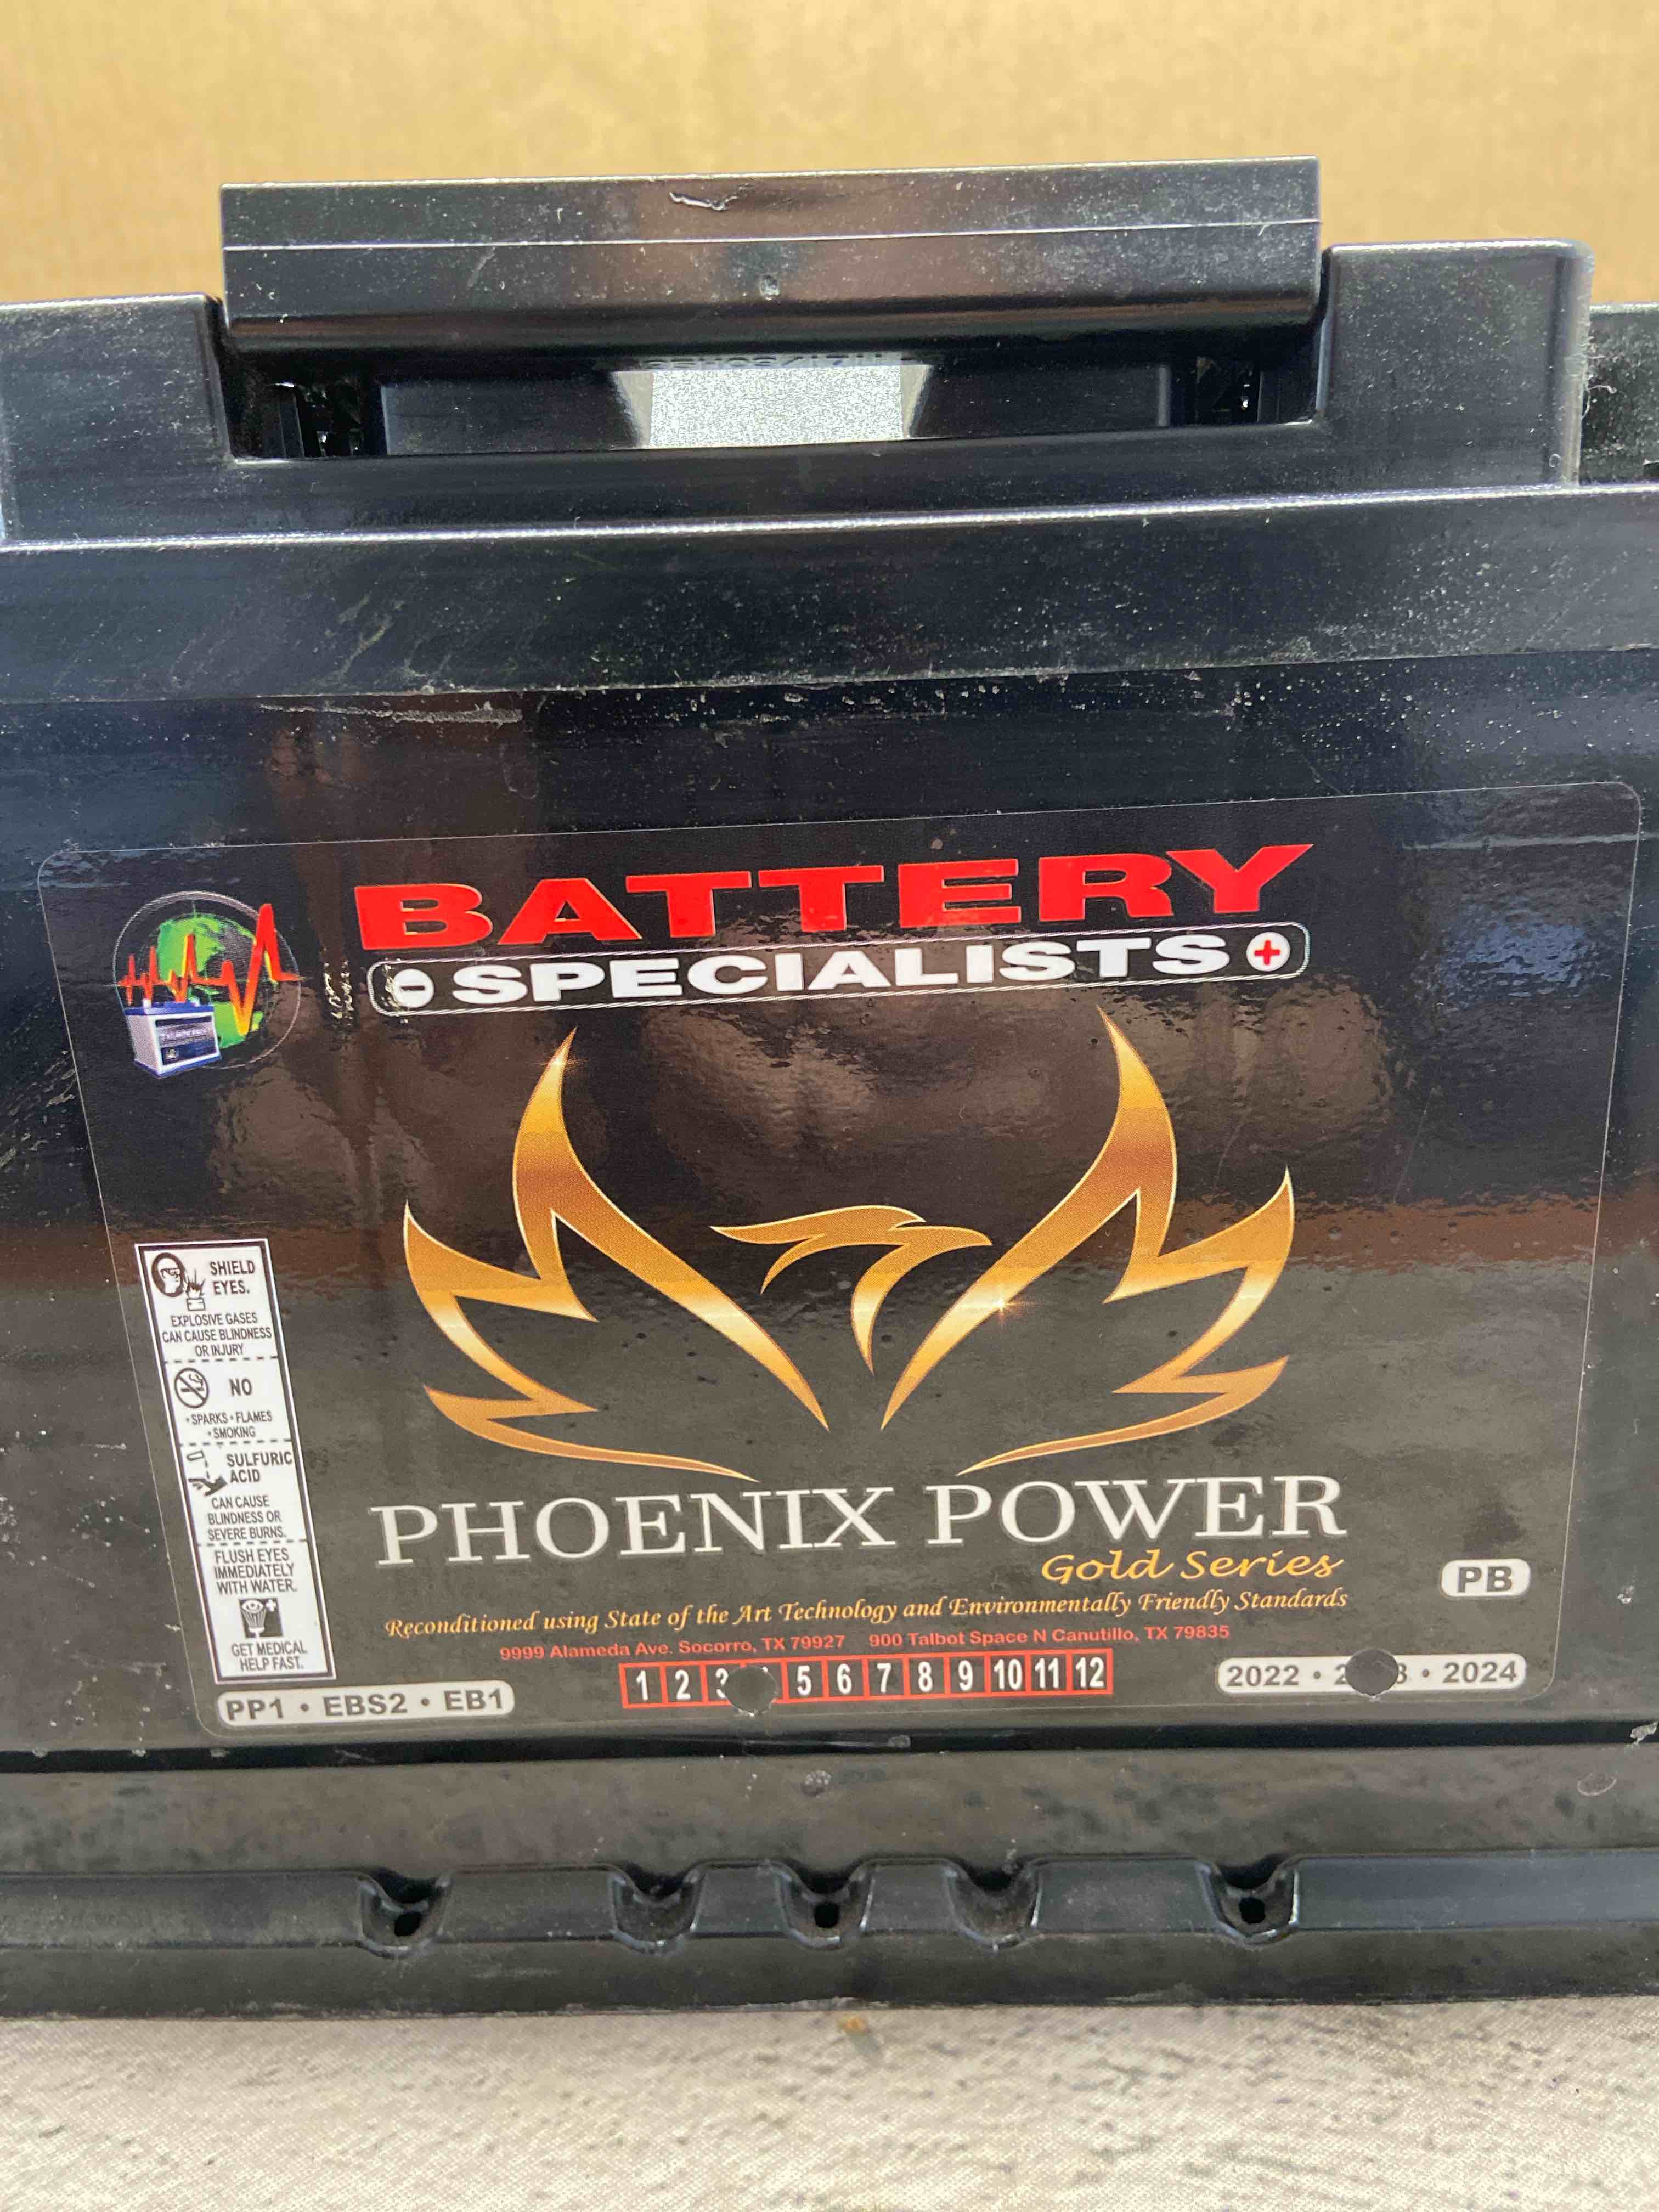 BATTERY
SPECIALISTS
SHIELD
EYES.
EXPLOSIVE GASES
CAN CAUSE BLINDNESS
OR INJURY
NO
• SPARKS • FLAMES
• SMOKING
SULFURIC
ACID
CAN CAUSE
BLINDNESS OR
SEVERE BURNS.
FLUSH EYES
IMMEDIATELY
WITH WATER.
GET MEDICAL
HELP FAST.
PHOENIX POWER
Gold Series
PB
Reconditioned using State of the Art Technology and Environmentally Friendly Standards
9999 Alameda Ave. Socorro, TX 79927 900 Talbot Space N Canutillo, TX 79835
1 2 3 5 6 7 8 9 10 11 12
2022 • 2 3 • 2024
PP1 • EBS2 • EB1